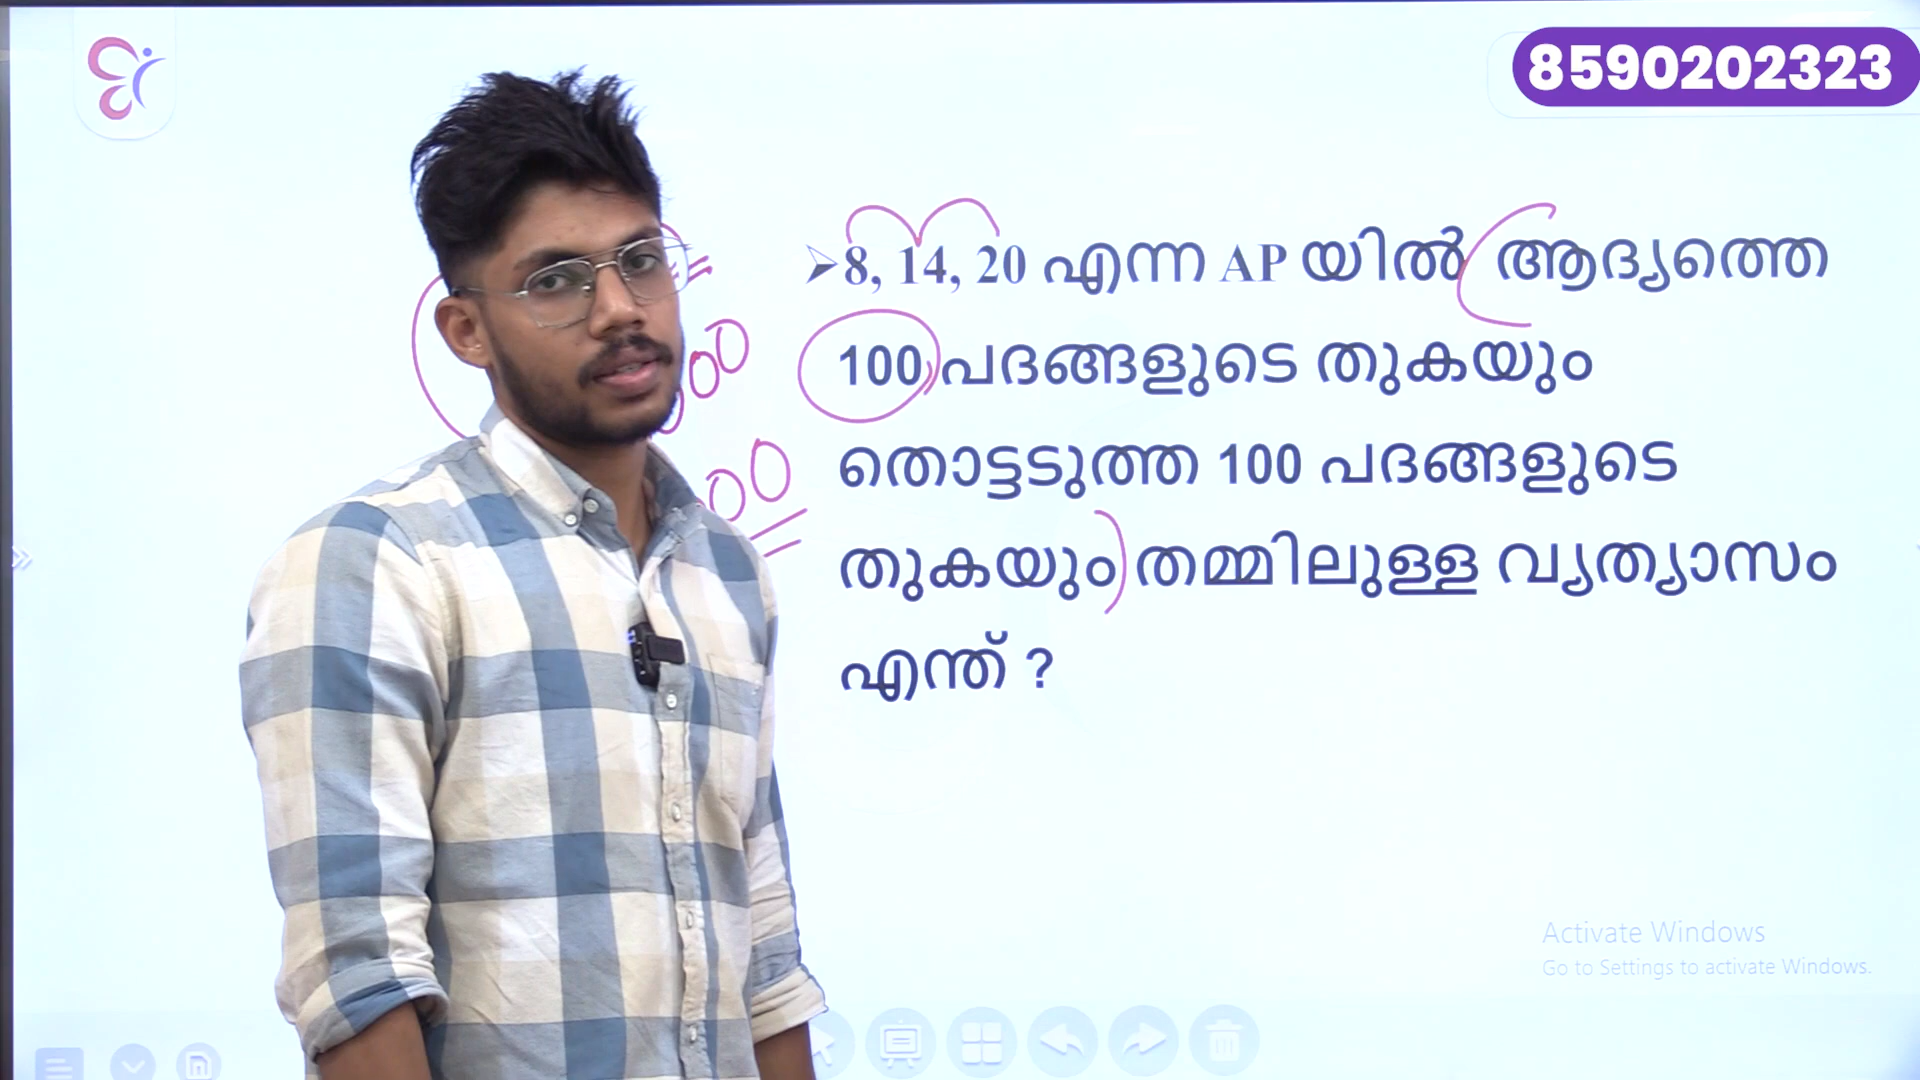 8590202323
➢8, 14, 20 എന്ന AP യിൽ ആദ്യത്തെ
100 പദങ്ങളുടെ തുകയും
തൊട്ടടുത്ത 100 പദങ്ങളുടെ
തുകയും തമ്മിലുള്ള വ്യത്യാസം
എന്ത് ?
Activate Windows
Go to Settings to activate Windows.